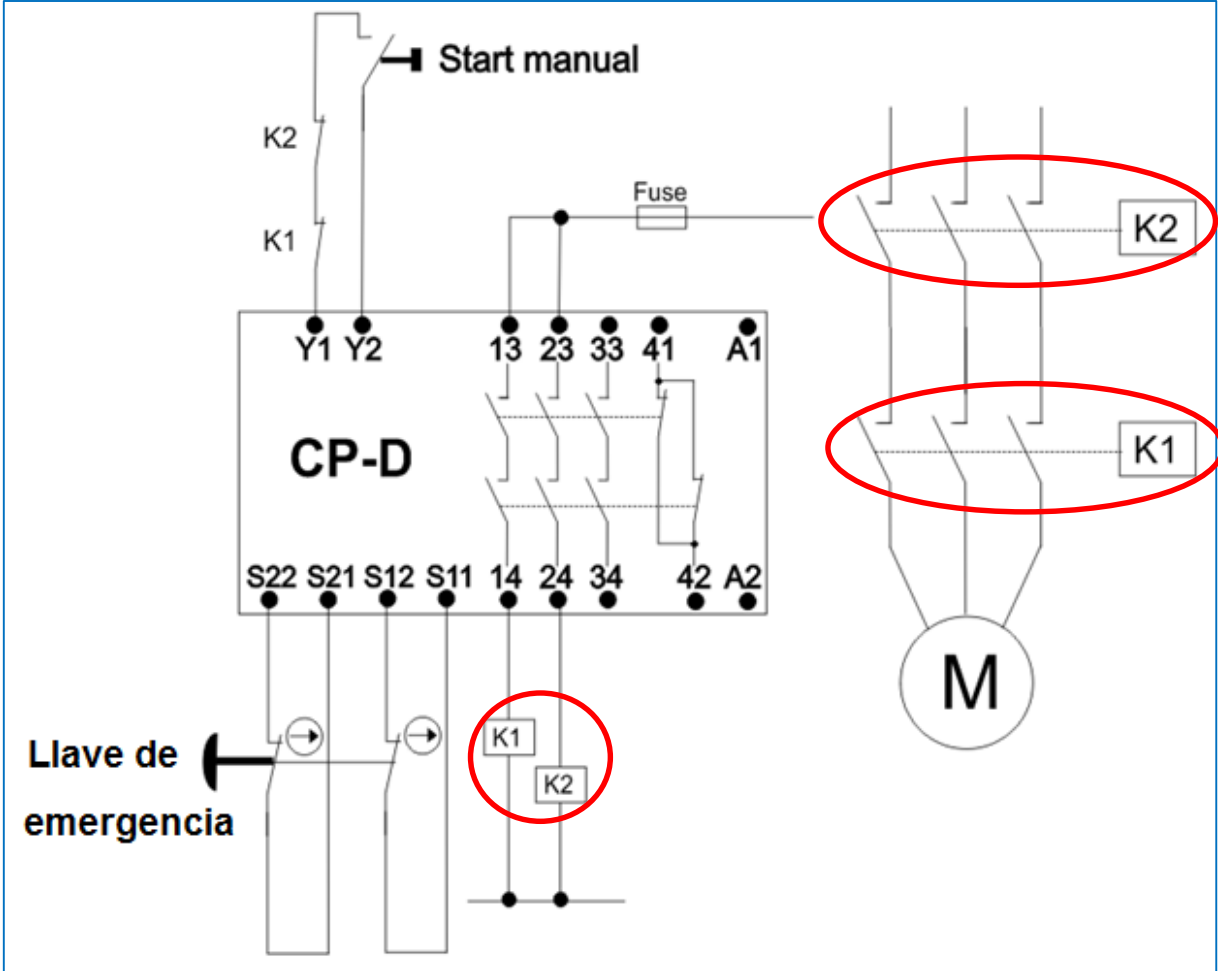 Start manual
K2
K1
Fuse
K2
K1
Y1 Y2 13 23 33 41 A1
CP-D
S22 S21 S12 S11 14 24 34 42 A2
K1
K2
M
Llave de
emergencia